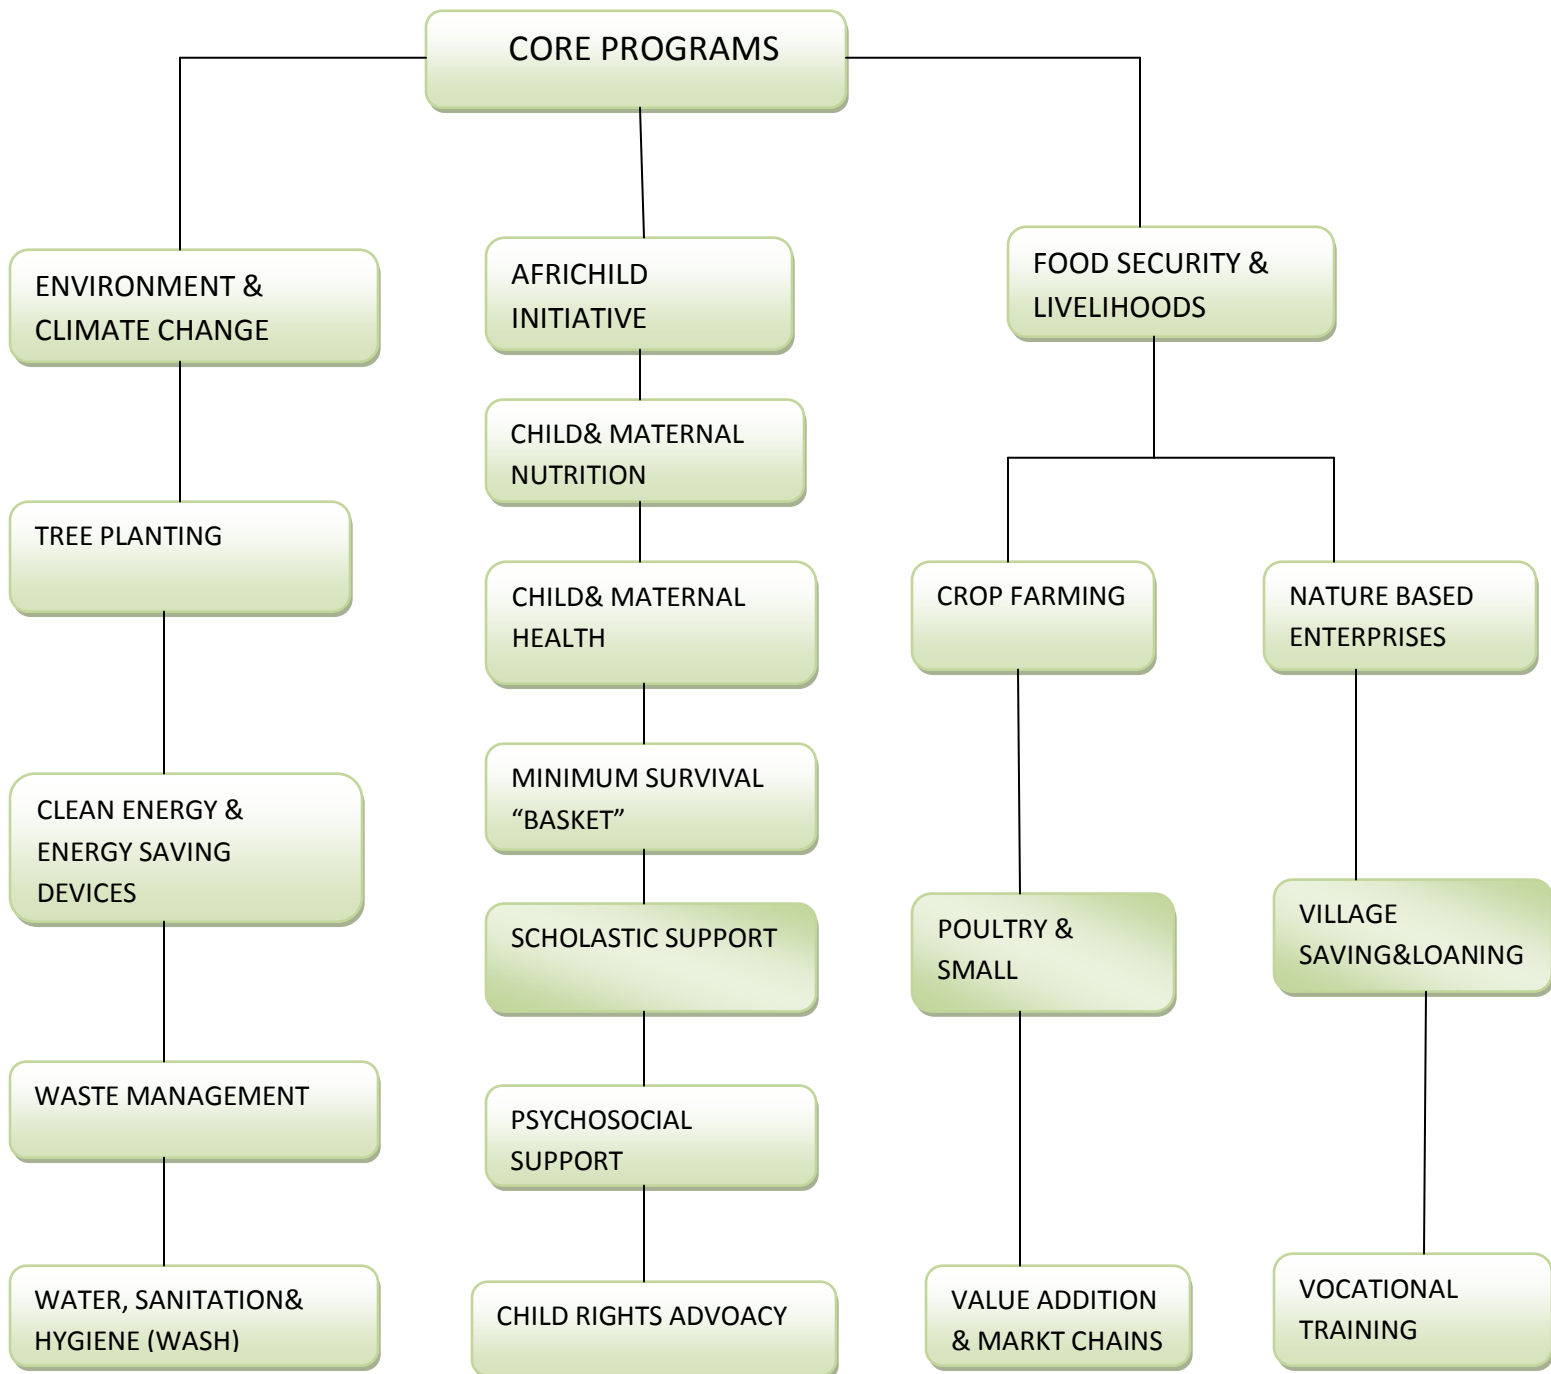 CORE PROGRAMS
ENVIRONMENT &
CLIMATE CHANGE
TREE PLANTING
CLEAN ENERGY &
ENERGY SAVING
DEVICES
WASTE MANAGEMENT
WATER, SANITATION&
HYGIENE (WASH)
AFRICHILD
INITIATIVE
CHILD& MATERNAL
NUTRITION
CHILD& MATERNAL
HEALTH
MINIMUM SURVIVAL
“BASKET”
SCHOLASTIC SUPPORT
PSYCHOSOCIAL
SUPPORT
CHILD RIGHTS ADVOACY
FOOD SECURITY &
LIVELIHOODS
CROP FARMING
POULTRY &
SMALL
VALUE ADDITION
& MARKT CHAINS
NATURE BASED
ENTERPRISES
VILLAGE
SAVING&LOANING
VOCATIONAL
TRAINING